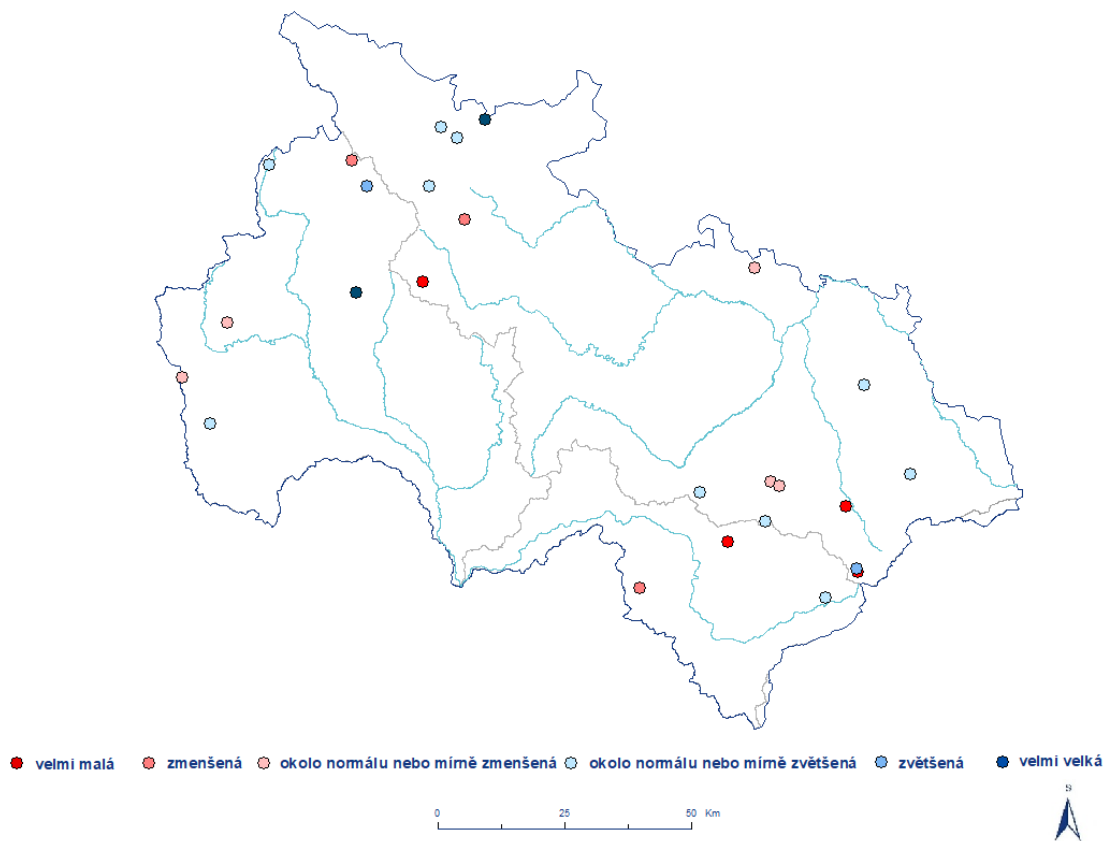 velmi malá zmenšená okolo normálu nebo mírně zmenšená okolo normálu nebo mírně zvětšená zvětšená velmi velká
0 25 50 Km
S